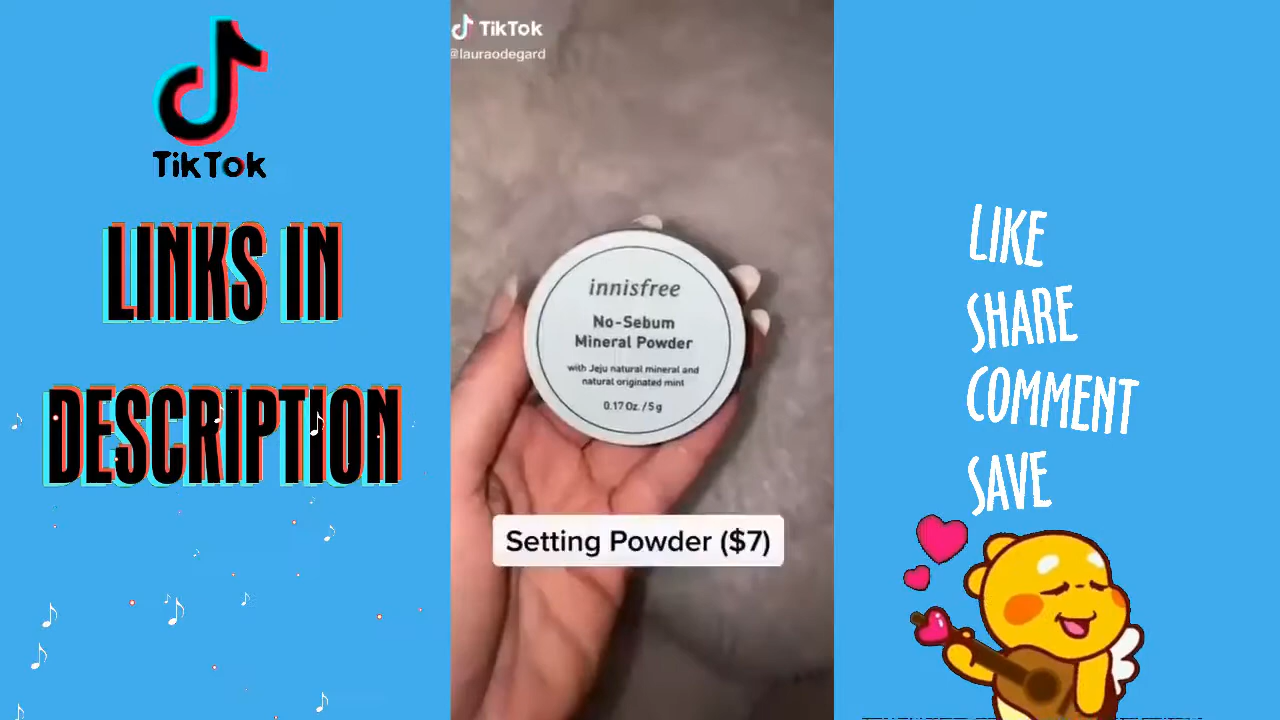 TikTok
LINKS IN
DESCRIPTION
TikTok
@lauraodegard
innisfree
No-Sebum
Mineral Powder
with Jeju natural mineral and
natural originated mint
0.17 Oz. / 5 g
Setting Powder ($7)
LIKE
SHARE
COMMENT
SAVE